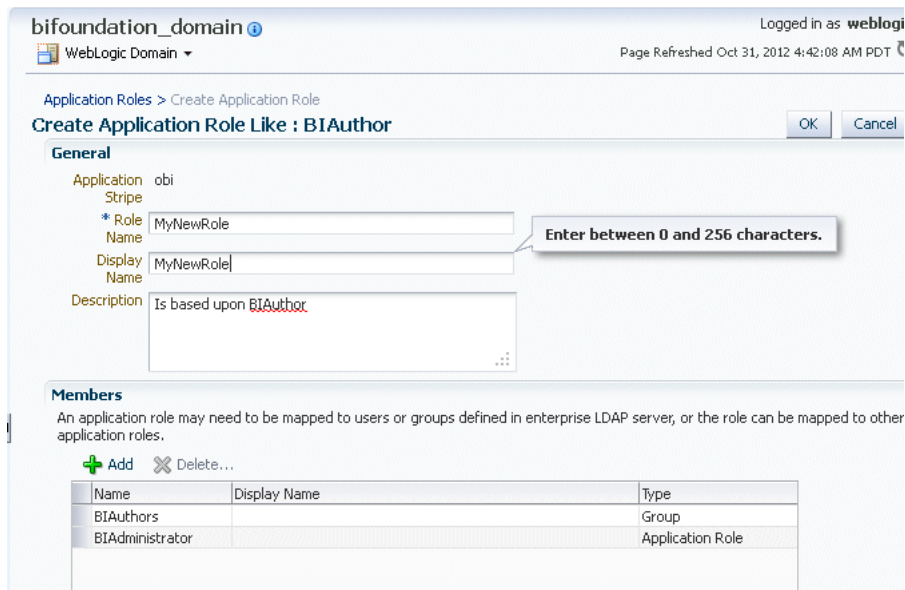 bifoundation_domain
Logged in as weblogi
WebLogic Domain
Page Refreshed Oct 31, 2012 4:42:08 AM PDT
Application Roles > Create Application Role
Create Application Role Like : BIAuthor
OK
Cancel
General
Application Stripe
obi
* Role Name
MyNewRole
Enter between 0 and 256 characters.
Display Name
MyNewRole
Description
Is based upon BIAuthor
Members
An application role may need to be mapped to users or groups defined in enterprise LDAP server, or the role can be mapped to other
application roles.
Add
Delete...
Name
Display Name
Type
BIAuthors
Group
BIAdministrator
Application Role